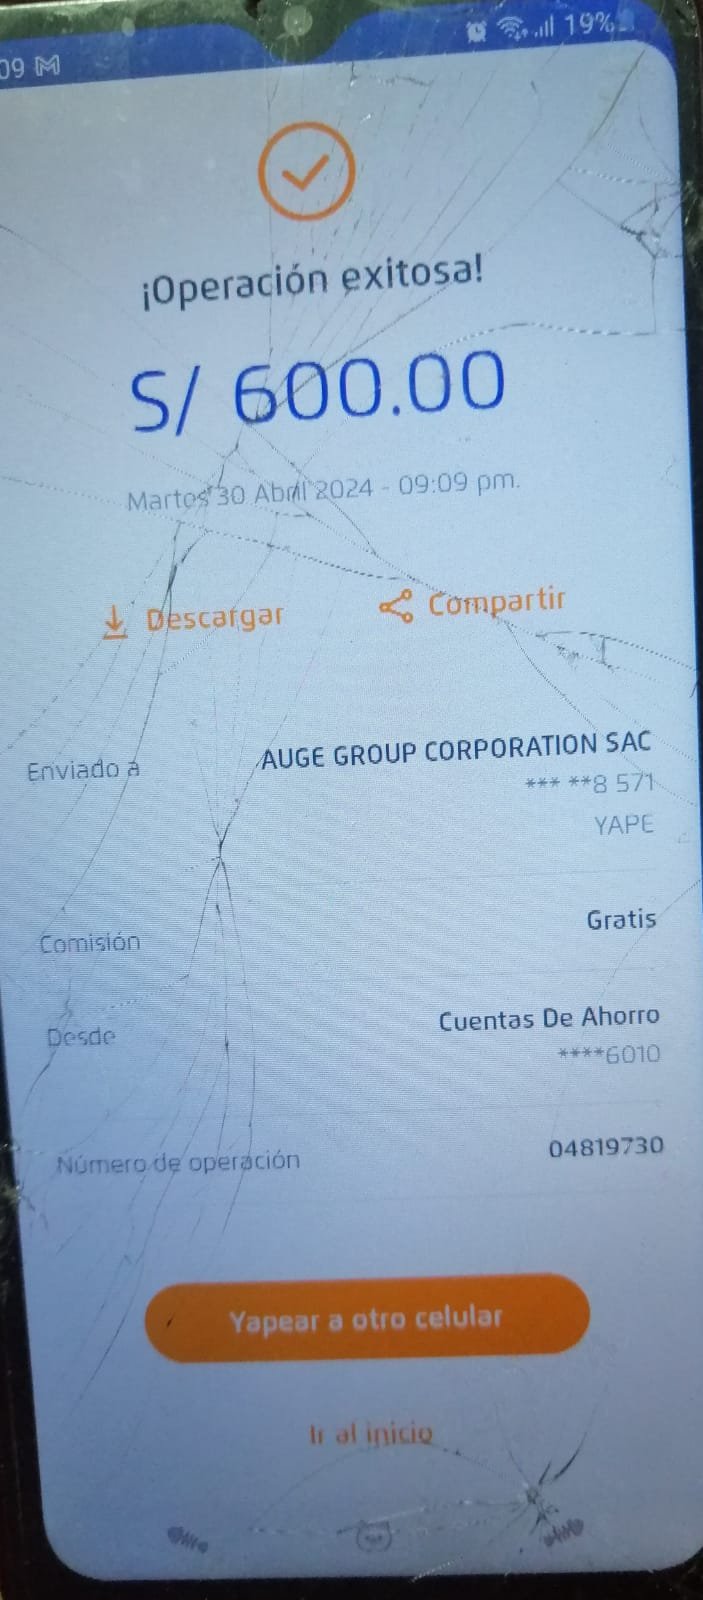 09
19%
¡Operación exitosa!
S/ 600.00
Martes 30 Abril 2024 - 09:09 pm.
Descargar
Compartir
Enviado a
AUGE GROUP CORPORATION SAC
*** **8 571
YAPE
Comisión
Gratis
Desde
Cuentas De Ahorro
****6010
Número de operación
04819730
Yapear a otro celular
Ir al inicio